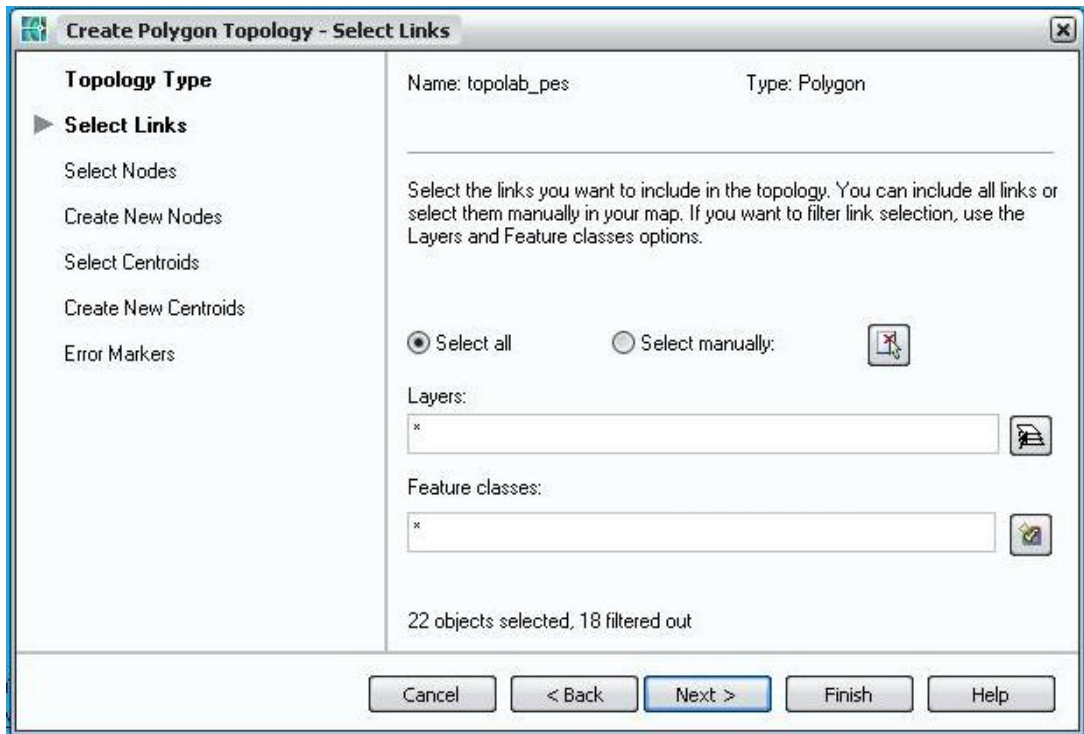 Create Polygon Topology - Select Links
Topology Type
Select Links
Select Nodes
Create New Nodes
Select Centroids
Create New Centroids
Error Markers
Name: topolab_pes
Type: Polygon
Select the links you want to include in the topology. You can include all links or
select them manually in your map. If you want to filter link selection, use the
Layers and Feature classes options.
Select all
Select manually:
Layers:
*
Feature classes:
*
22 objects selected, 18 filtered out
Cancel
< Back
Next >
Finish
Help